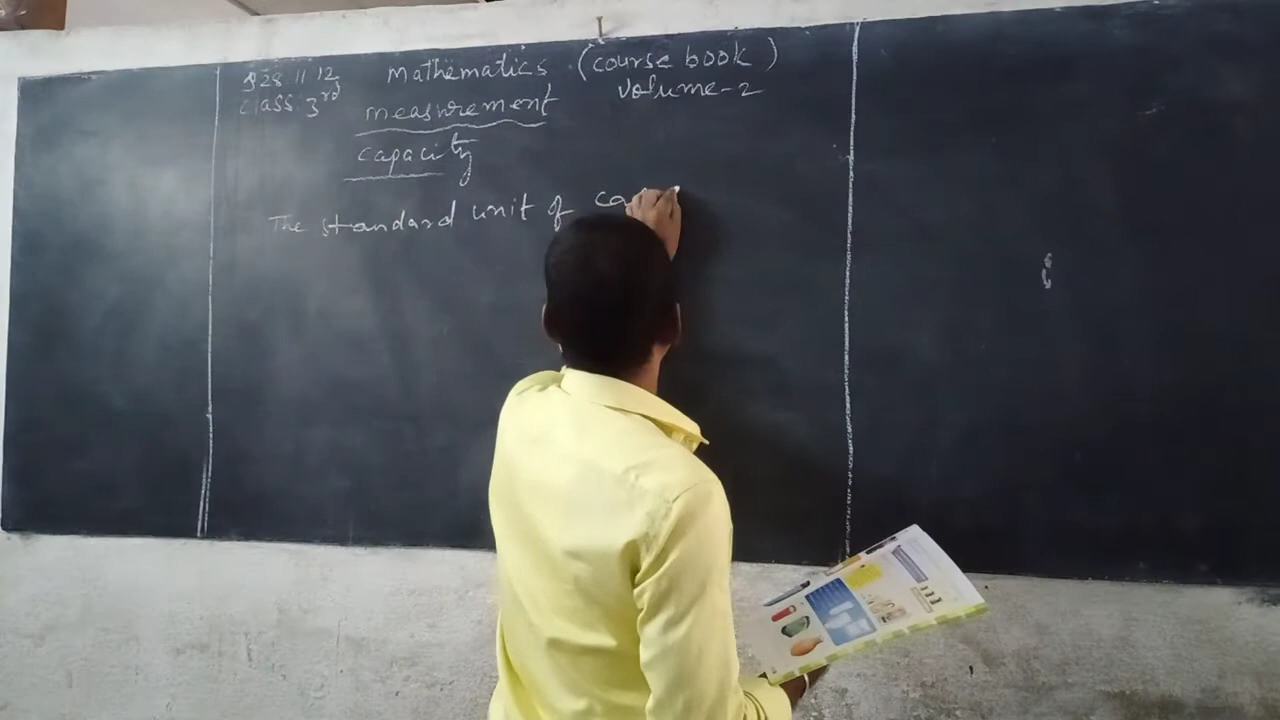 28 11 12
Mathematics (course book)
class: 3rd
volume-2
measurement
capacity
The standard unit of ca